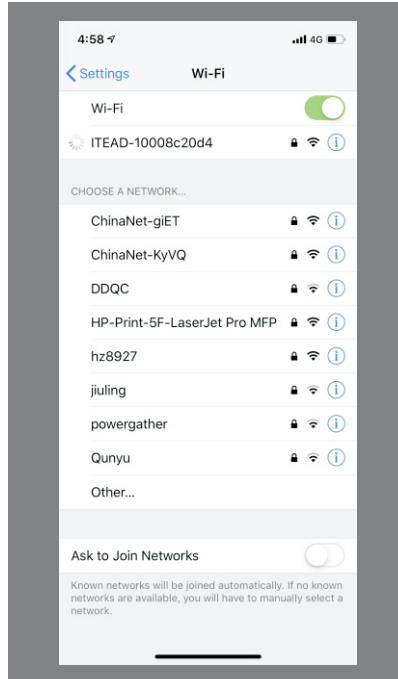 4:58
4G
Settings
Wi-Fi
Wi-Fi
ITEAD-10008c20d4
CHOOSE A NETWORK...
ChinaNet-giET
ChinaNet-KyVQ
DDQC
HP-Print-5F-LaserJet Pro MFP
hz8927
jiuling
powergather
Qunyu
Other...
Ask to Join Networks
Known networks will be joined automatically. If no known
networks are available, you will have to manually select a
network.